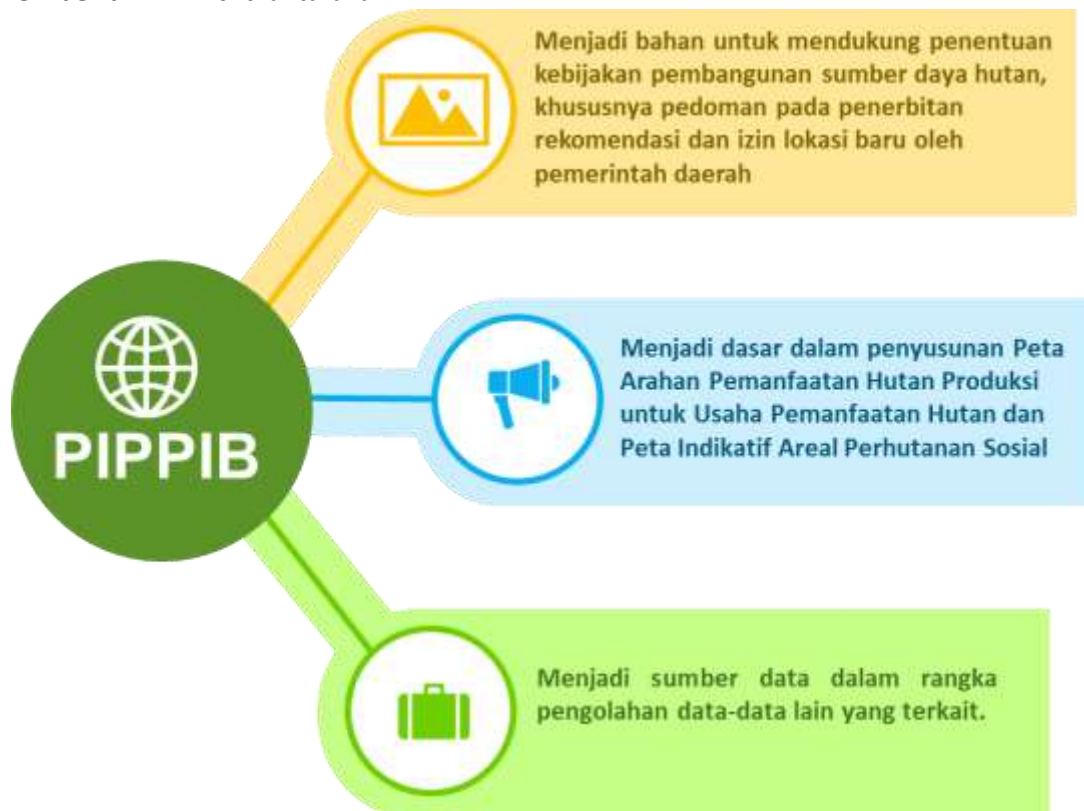 Menjadi bahan untuk mendukung penentuan
kebijakan pembangunan sumber daya hutan,
khususnya pedoman pada penerbitan
rekomendasi dan izin lokasi baru oleh
pemerintah daerah
PIPPIB
Menjadi dasar dalam penyusunan Peta
Arahan Pemanfaatan Hutan Produksi
untuk Usaha Pemanfaatan Hutan dan
Peta Indikatif Areal Perhutanan Sosial
Menjadi sumber data dalam rangka
pengolahan data-data lain yang terkait.